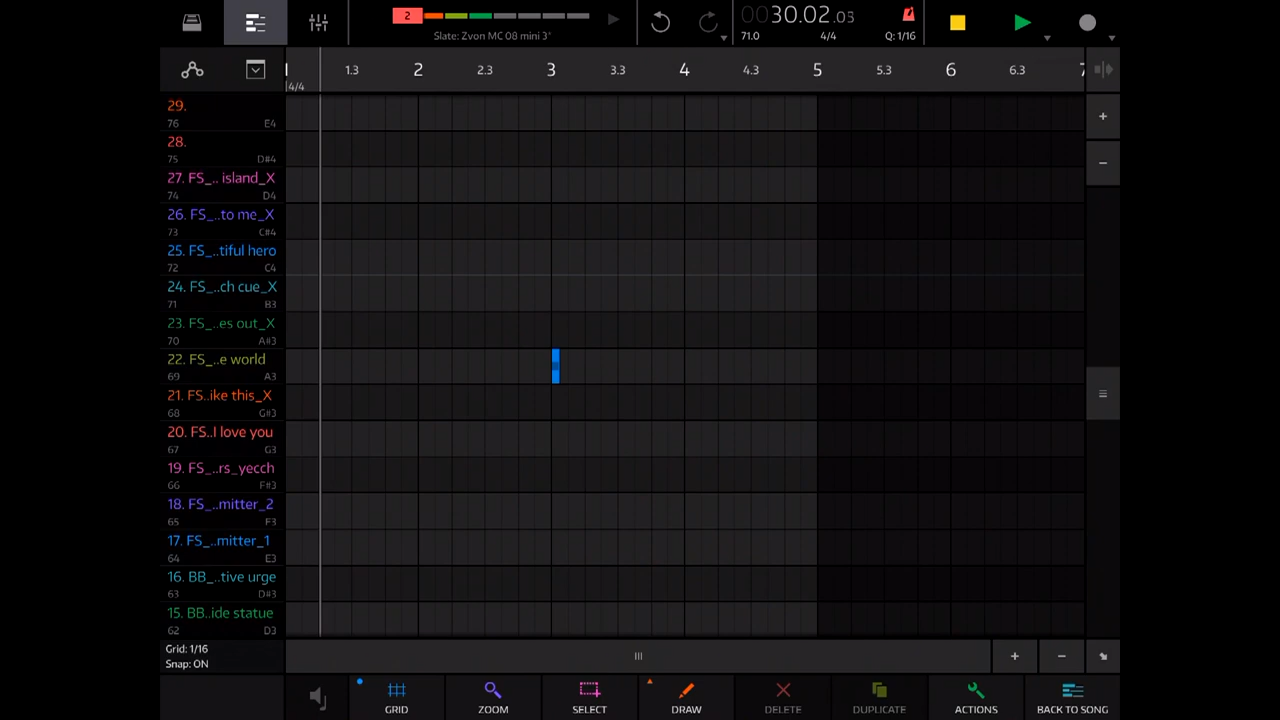 2
Slate: Zvon MC 08 mini 3*
0030.02.03
71.0
4/4
Q: 1/16
1.3
2
2.3
3
3.3
4
4.3
5
5.3
6
6.3
7
4/4
29.
76
E4
28.
75
D#4
27. FS_.. island_X
74
D4
26. FS_..to me_X
73
C#4
25. FS_..tiful hero
72
C4
24. FS_..ch cue_X
71
B3
23. FS_..es out_X
70
A#3
22. FS_..e world
69
A3
21. FS..ike this_X
68
G#3
20. FS..I love you
67
G3
19. FS_..rs_yecch
66
F#3
18. FS_..mitter_2
65
F3
17. FS_..mitter_1
64
E3
16. BB_..tive urge
63
D#3
15. BB..ide statue
62
D3
Grid: 1/16
Snap: ON
GRID
ZOOM
SELECT
DRAW
DELETE
DUPLICATE
ACTIONS
BACK TO SONG